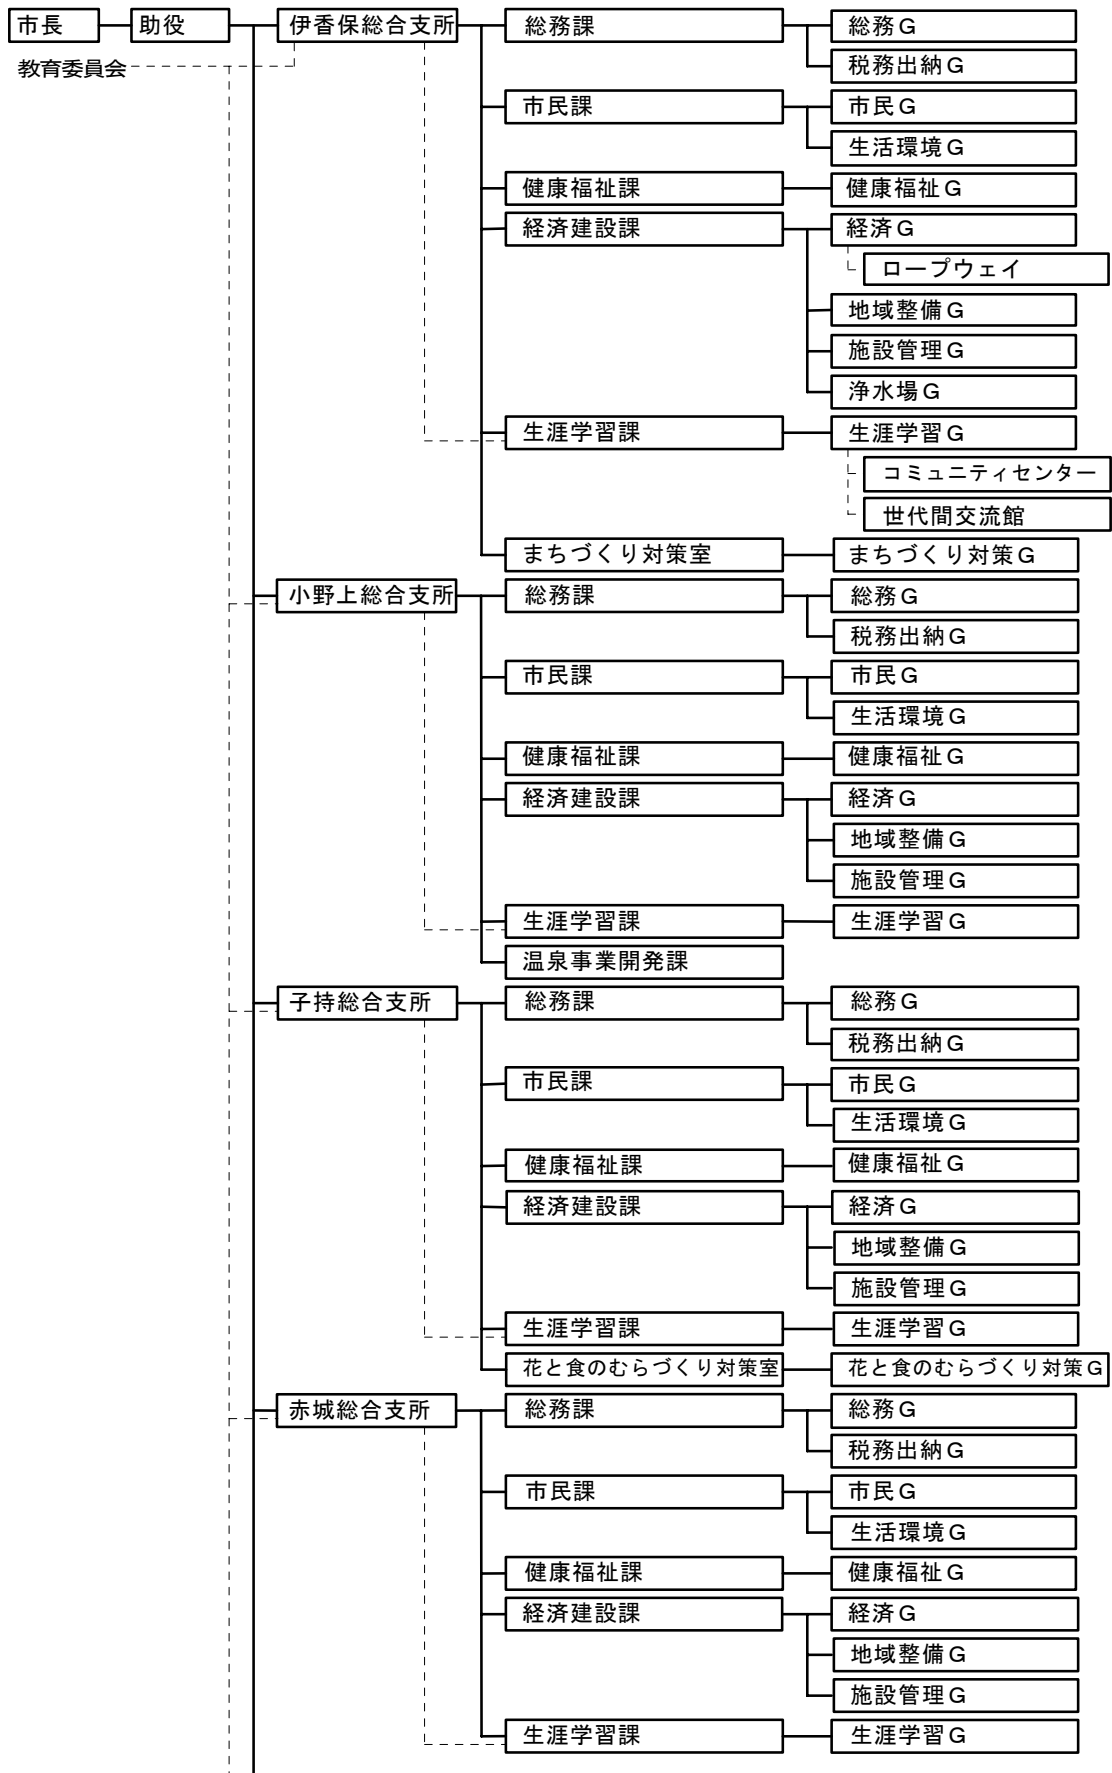 市長 助役 伊香保総合支所 総務課 総務G
教育委員会 税務出納G
市民課 市民G
生活環境G
健康福祉課 健康福祉G
経済建設課 経済G
ロープウェイ
地域整備G
施設管理G
浄水場G
生涯学習課 生涯学習G
コミュニティセンター
世代間交流館
まちづくり対策室 まちづくり対策G
小野上総合支所 総務課 総務G
税務出納G
市民課 市民G
生活環境G
健康福祉課 健康福祉G
経済建設課 経済G
地域整備G
施設管理G
生涯学習課 生涯学習G
温泉事業開発課
子持総合支所 総務課 総務G
税務出納G
市民課 市民G
生活環境G
健康福祉課 健康福祉G
経済建設課 経済G
地域整備G
施設管理G
生涯学習課 生涯学習G
花と食のむらづくり対策室 花と食のむらづくり対策G
赤城総合支所 総務課 総務G
税務出納G
市民課 市民G
生活環境G
健康福祉課 健康福祉G
経済建設課 経済G
地域整備G
施設管理G
生涯学習課 生涯学習G